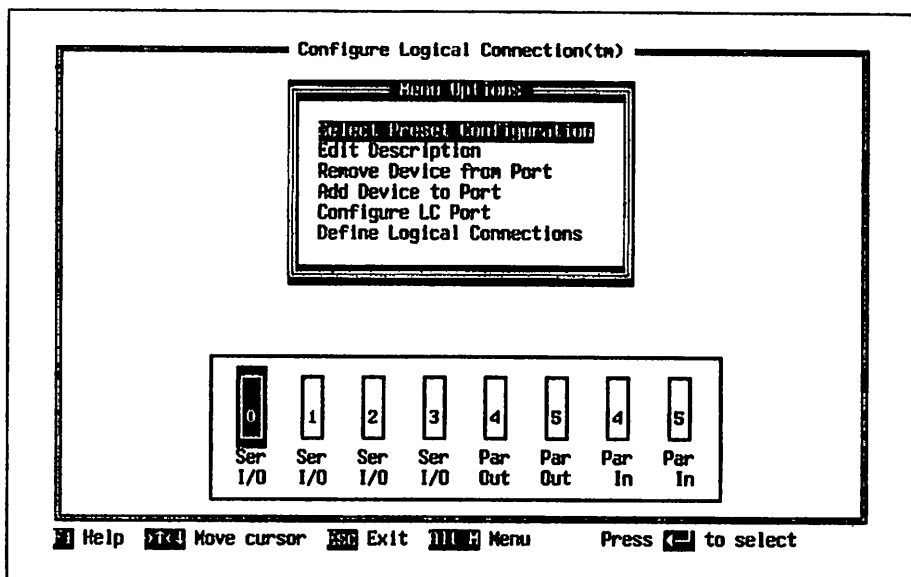 Configure Logical Connection(tm)
Menu Options
Select Preset Configuration
Edit Description
Remove Device from Port
Add Device to Port
Configure LC Port
Define Logical Connections
0 1 2 3 4 5 4 5
Ser Ser Ser Ser Par Par Par Par
I/O I/O I/O I/O Out Out In In
F1 Help Move cursor ESC Exit Menu Press to select